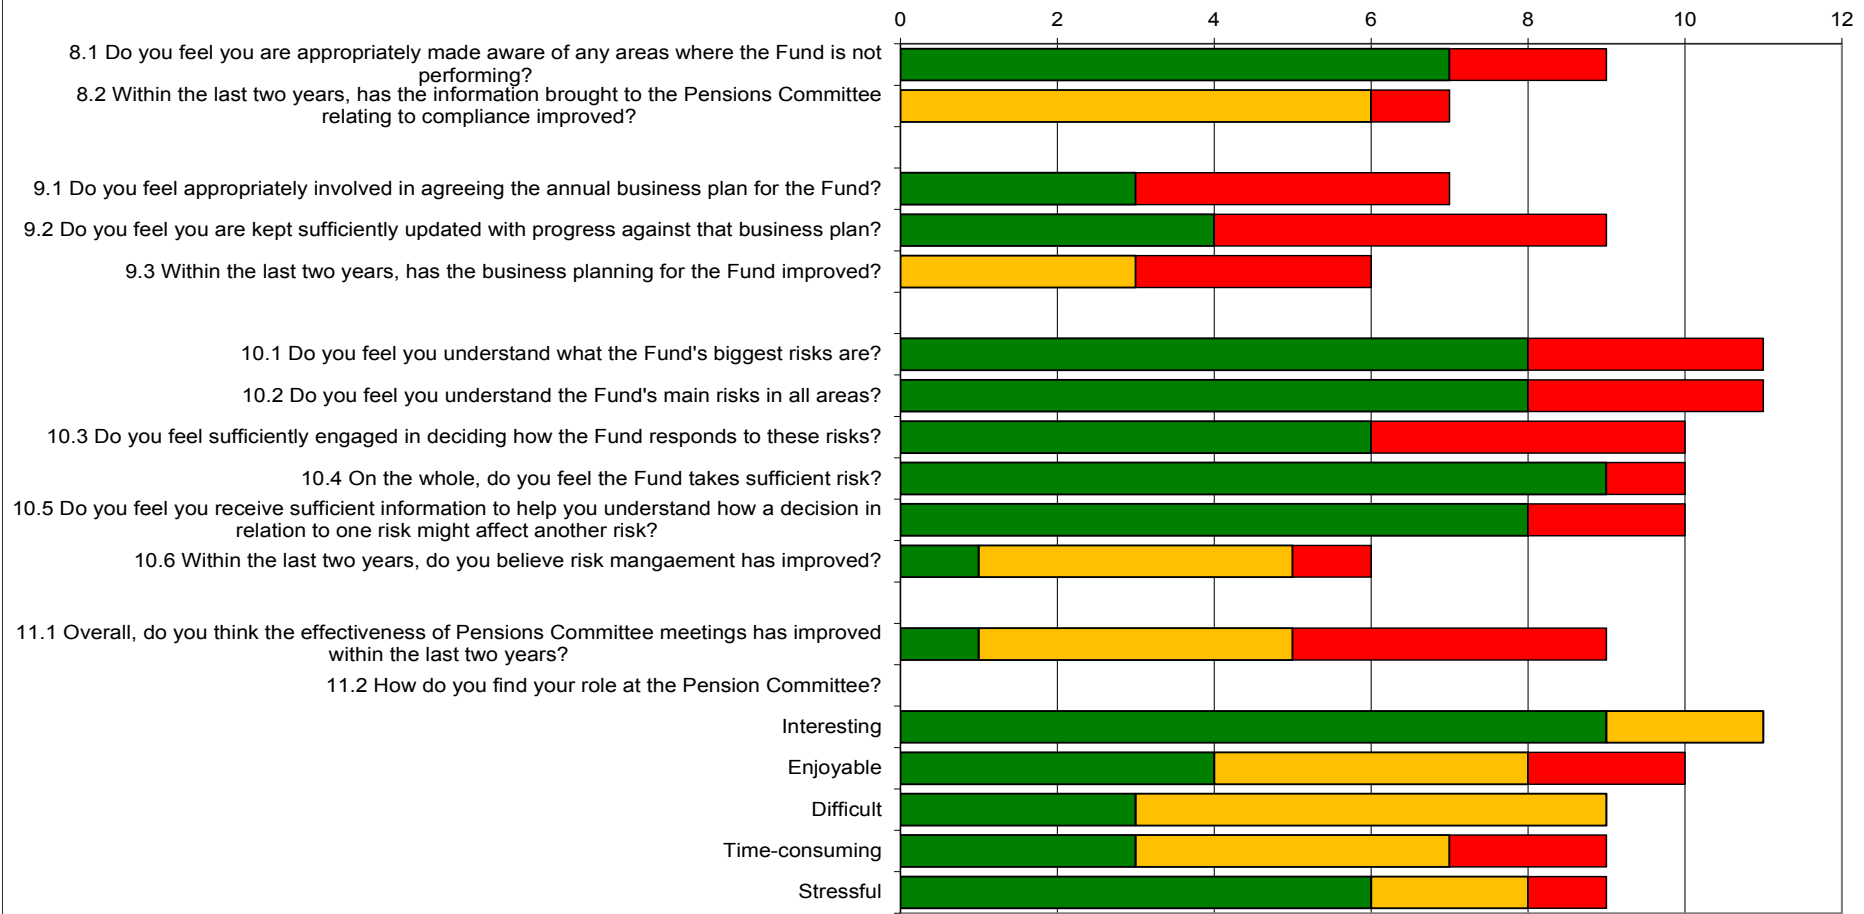 0 2 4 6 8 10 12
8.1 Do you feel you are appropriately made aware of any areas where the Fund is not
performing?
8.2 Within the last two years, has the information brought to the Pensions Committee
relating to compliance improved?
9.1 Do you feel appropriately involved in agreeing the annual business plan for the Fund?
9.2 Do you feel you are kept sufficiently updated with progress against that business plan?
9.3 Within the last two years, has the business planning for the Fund improved?
10.1 Do you feel you understand what the Fund's biggest risks are?
10.2 Do you feel you understand the Fund's main risks in all areas?
10.3 Do you feel sufficiently engaged in deciding how the Fund responds to these risks?
10.4 On the whole, do you feel the Fund takes sufficient risk?
10.5 Do you feel you receive sufficient information to help you understand how a decision in
relation to one risk might affect another risk?
10.6 Within the last two years, do you believe risk mangaement has improved?
11.1 Overall, do you think the effectiveness of Pensions Committee meetings has improved
within the last two years?
11.2 How do you find your role at the Pension Committee?
Interesting
Enjoyable
Difficult
Time-consuming
Stressful